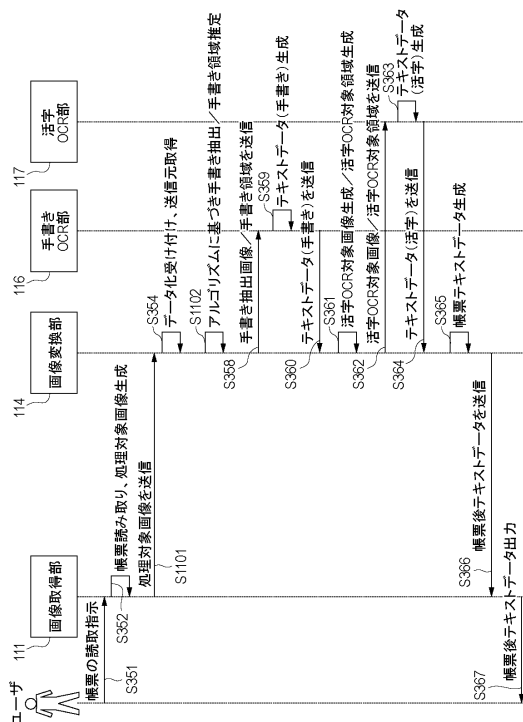 ユーザ
111
画像取得部
114
画像変換部
116
手書き
OCR部
117
活字
OCR部
帳票の読取指示
S351
帳票読み取り、処理対象画像生成
S352
処理対象画像を送信
S1101
S354
データ化受け付け、送信元取得
S1102
アルゴリズムに基づき手書き抽出/手書き領域推定
手書き抽出画像/手書き領域を送信
S358
S359
テキストデータ(手書き)生成
テキストデータ(手書き)を送信
S360
S361
活字OCR対象画像生成/活字OCR対象領域生成
活字OCR対象画像/活字OCR対象領域を送信
S362
S363
テキストデータ
(活字)生成
テキストデータ(活字)を送信
S364
S365
帳票テキストデータ生成
帳票後テキストデータを送信
S366
帳票後テキストデータ出力
S367